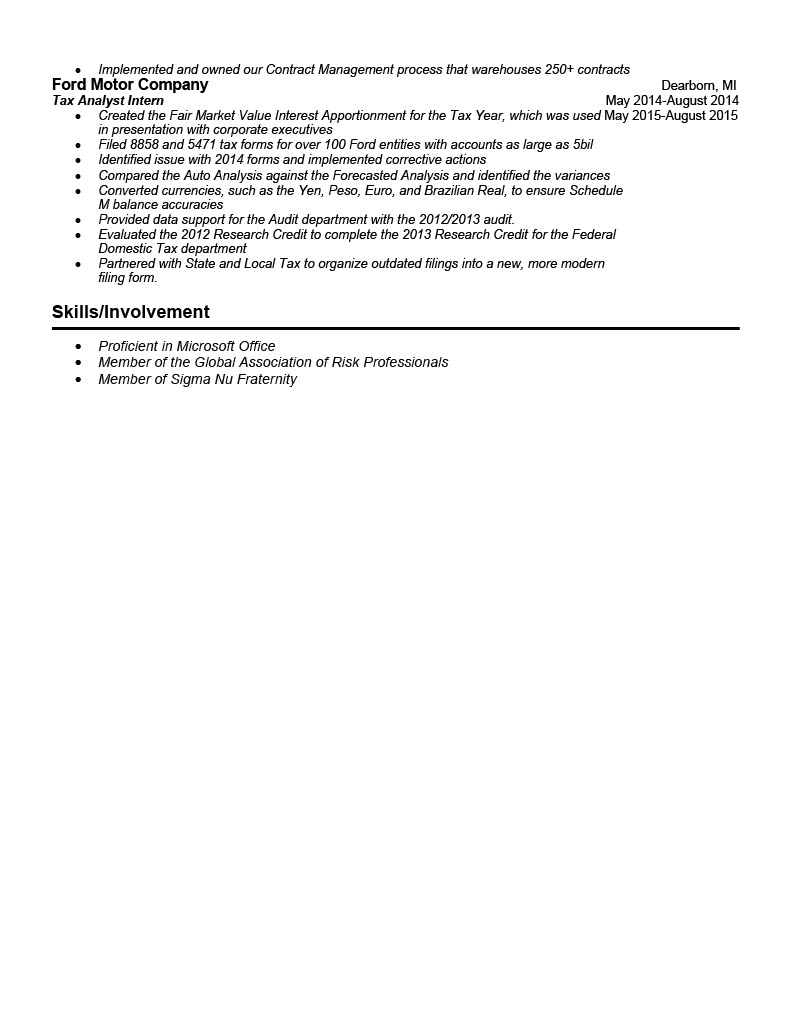 • Implemented and owned our Contract Management process that warehouses 250+ contracts
Ford Motor Company Dearborn, MI
Tax Analyst Intern May 2014-August 2014
• Created the Fair Market Value Interest Apportionment for the Tax Year, which was used May 2015-August 2015
in presentation with corporate executives
• Filed 8858 and 5471 tax forms for over 100 Ford entities with accounts as large as 5bil
• Identified issue with 2014 forms and implemented corrective actions
• Compared the Auto Analysis against the Forecasted Analysis and identified the variances
• Converted currencies, such as the Yen, Peso, Euro, and Brazilian Real, to ensure Schedule
M balance accuracies
• Provided data support for the Audit department with the 2012/2013 audit.
• Evaluated the 2012 Research Credit to complete the 2013 Research Credit for the Federal
Domestic Tax department
• Partnered with State and Local Tax to organize outdated filings into a new, more modern
filing form.
Skills/Involvement
• Proficient in Microsoft Office
• Member of the Global Association of Risk Professionals
• Member of Sigma Nu Fraternity